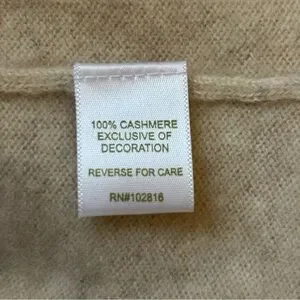 100% CASHMERE
EXCLUSIVE OF
DECORATION
REVERSE FOR CARE
RN#102816